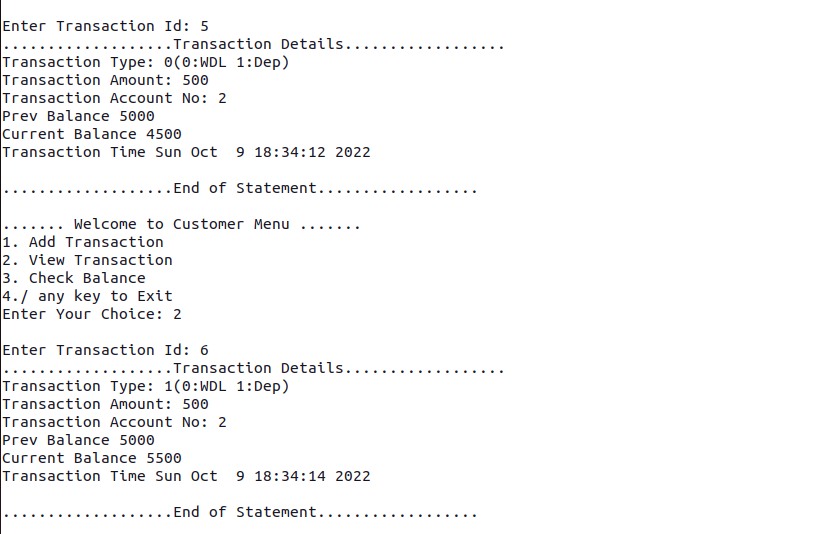 Enter Transaction Id: 5
...................Transaction Details..................
Transaction Type: 0(0:WDL 1:Dep)
Transaction Amount: 500
Transaction Account No: 2
Prev Balance 5000
Current Balance 4500
Transaction Time Sun Oct  9 18:34:12 2022
...................End of Statement..................
....... Welcome to Customer Menu .......
1. Add Transaction
2. View Transaction
3. Check Balance
4./ any key to Exit
Enter Your Choice: 2
Enter Transaction Id: 6
...................Transaction Details..................
Transaction Type: 1(0:WDL 1:Dep)
Transaction Amount: 500
Transaction Account No: 2
Prev Balance 5000
Current Balance 5500
Transaction Time Sun Oct  9 18:34:14 2022
...................End of Statement..................